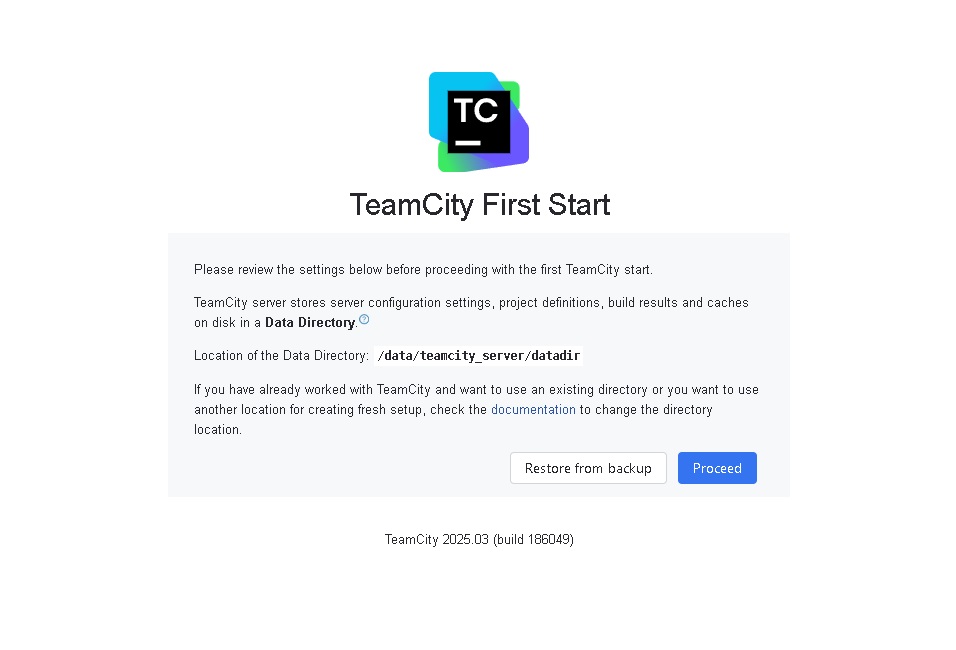 TC
TeamCity First Start
Please review the settings below before proceeding with the first TeamCity start.
TeamCity server stores server configuration settings, project definitions, build results and caches
on disk in a Data Directory.?
Location of the Data Directory: /data/teamcity_server/datadir
If you have already worked with TeamCity and want to use an existing directory or you want to use
another location for creating fresh setup, check the documentation to change the directory
location.
Restore from backup Proceed
TeamCity 2025.03 (build 186049)